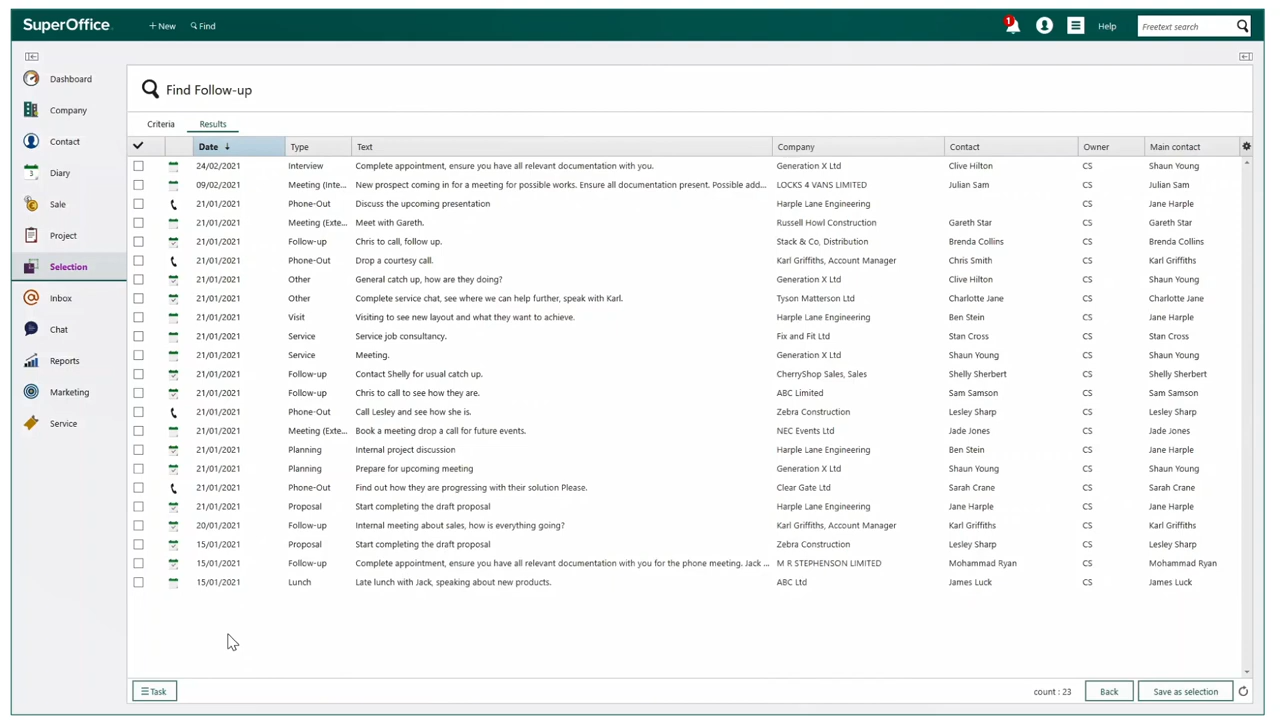 SuperOffice. + New Find 1 Help Freetext search
Dashboard
Company
Contact
3 Diary
Sale
Project
Selection
Inbox
Chat
Reports
Marketing
Service
Find Follow-up
Criteria Results
Date ↓ Type Text Company Contact Owner Main contact
24/02/2021 Interview Complete appointment, ensure you have all relevant documentation with you. Generation X Ltd Clive Hilton CS Shaun Young
09/02/2021 Meeting (Inte... New prospect coming in for a meeting for possible works. Ensure all documentation present. Possible add... LOCKS 4 VANS LIMITED Julian Sam CS Julian Sam
21/01/2021 Phone-Out Discuss the upcoming presentation Harple Lane Engineering CS Jane Harple
21/01/2021 Meeting (Exte... Meet with Gareth. Russell Howl Construction Gareth Star CS Gareth Star
21/01/2021 Follow-up Chris to call, follow up. Stack & Co, Distribution Brenda Collins CS Brenda Collins
21/01/2021 Phone-Out Drop a courtesy call. Karl Griffiths, Account Manager Chris Smith CS Karl Griffiths
21/01/2021 Other General catch up, how are they doing? Generation X Ltd Clive Hilton CS Shaun Young
21/01/2021 Other Complete service chat, see where we can help further, speak with Karl. Tyson Matterson Ltd Charlotte Jane CS Charlotte Jane
21/01/2021 Visit Visiting to see new layout and what they want to achieve. Harple Lane Engineering Ben Stein CS Jane Harple
21/01/2021 Service Service job consultancy. Fix and Fit Ltd Stan Cross CS Stan Cross
21/01/2021 Service Meeting. Generation X Ltd Shaun Young CS Shaun Young
21/01/2021 Follow-up Contact Shelly for usual catch up. CherryShop Sales, Sales Shelly Sherbert CS Shelly Sherbert
21/01/2021 Follow-up Chris to call to see how they are. ABC Limited Sam Samson CS Sam Samson
21/01/2021 Phone-Out Call Lesley and see how she is. Zebra Construction Lesley Sharp CS Lesley Sharp
21/01/2021 Meeting (Exte... Book a meeting drop a call for future events. NEC Events Ltd Jade Jones CS Jade Jones
21/01/2021 Planning Internal project discussion Harple Lane Engineering Ben Stein CS Jane Harple
21/01/2021 Planning Prepare for upcoming meeting Generation X Ltd Shaun Young CS Shaun Young
21/01/2021 Phone-Out Find out how they are progressing with their solution Please. Clear Gate Ltd Sarah Crane CS Sarah Crane
21/01/2021 Proposal Start completing the draft proposal Harple Lane Engineering Jane Harple CS Jane Harple
20/01/2021 Follow-up Internal meeting about sales, how is everything going? Karl Griffiths, Account Manager Karl Griffiths CS Karl Griffiths
15/01/2021 Proposal Start completing the draft proposal Zebra Construction Lesley Sharp CS Lesley Sharp
15/01/2021 Follow-up Complete appointment, ensure you have all relevant documentation with you for the phone meeting. Jack ... M R STEPHENSON LIMITED Mohammad Ryan CS Mohammad Ryan
15/01/2021 Lunch Late lunch with Jack, speaking about new products. ABC Ltd James Luck CS James Luck
Task count : 23 Back Save as selection